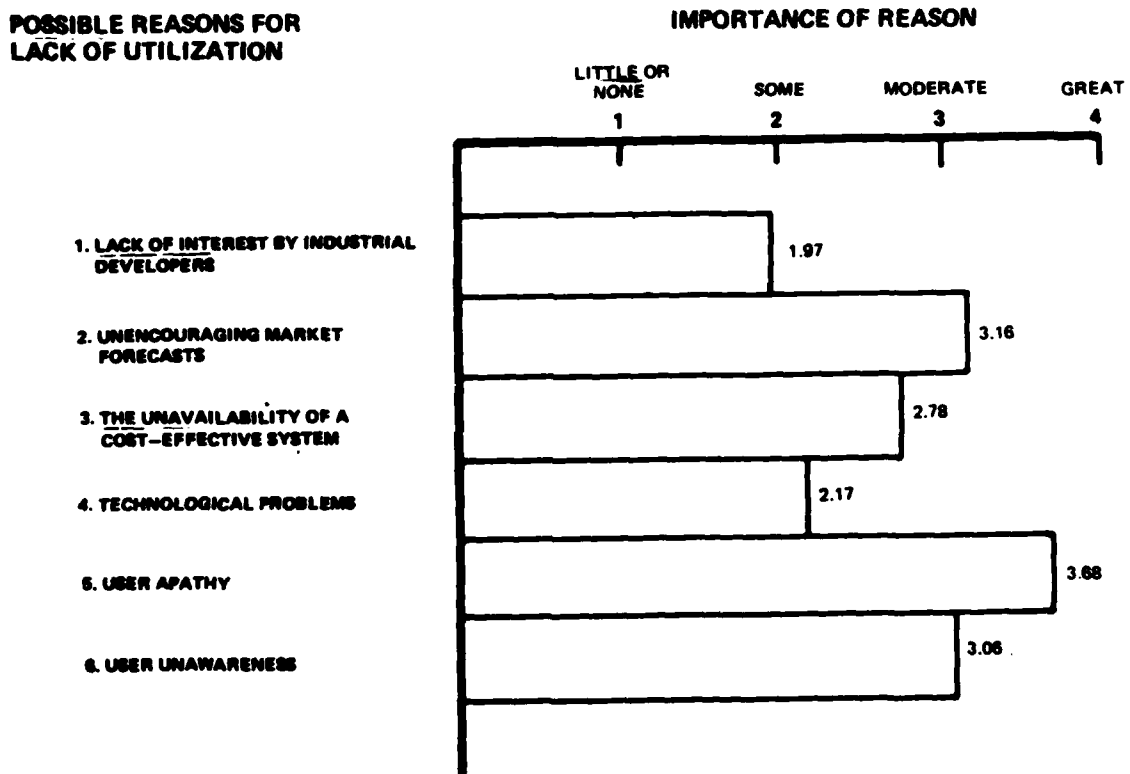 POSSIBLE REASONS FOR
LACK OF UTILIZATION
IMPORTANCE OF REASON
LITTLE OR
NONE
SOME
MODERATE
GREAT
1
2
3
4
1. LACK OF INTEREST BY INDUSTRIAL
DEVELOPERS
1.97
2. UNENCOURAGING MARKET
FORECASTS
3.16
3. THE UNAVAILABILITY OF A
COST-EFFECTIVE SYSTEM
2.78
4. TECHNOLOGICAL PROBLEMS
2.17
5. USER APATHY
3.68
6. USER UNAWARENESS
3.06